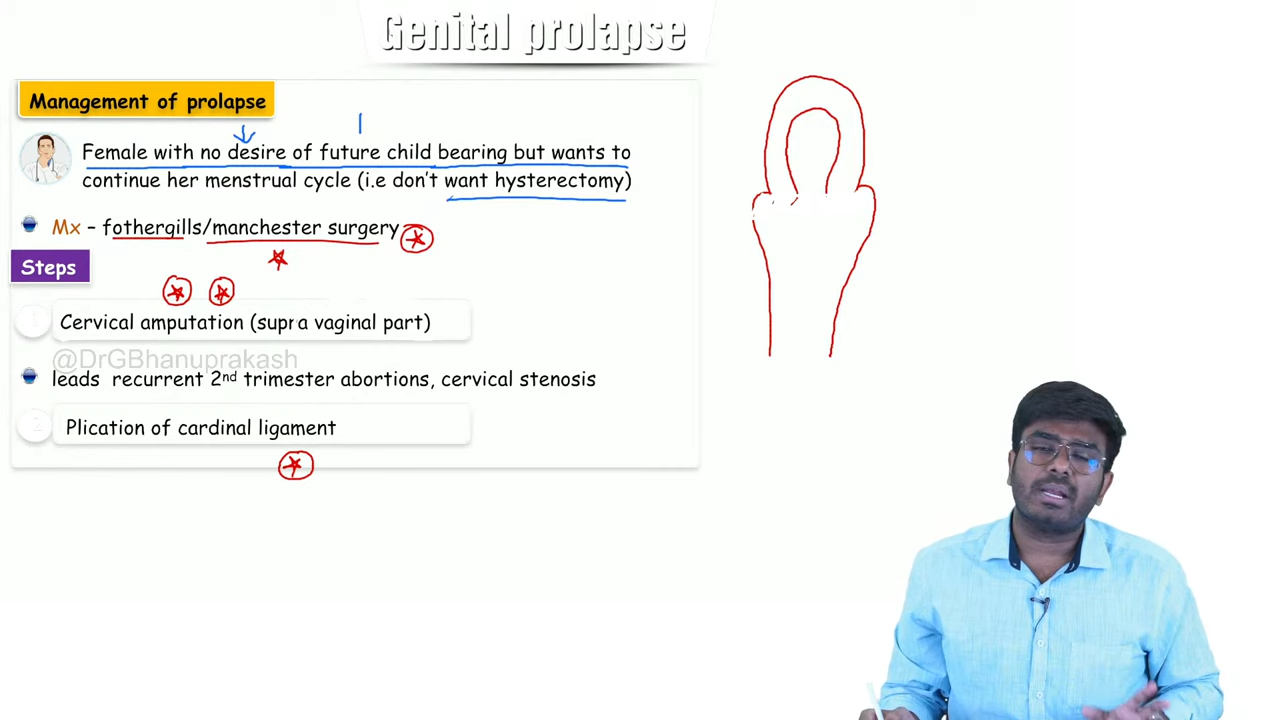 Genital prolapse
Management of prolapse
Female with no desire of future child bearing but wants to
continue her menstrual cycle (i.e don't want hysterectomy)
Mx – fothergills/manchester surgery
Steps
1
Cervical amputation (supra vaginal part)
@DrGBhanuprakash
leads recurrent 2nd trimester abortions, cervical stenosis
2
Plication of cardinal ligament